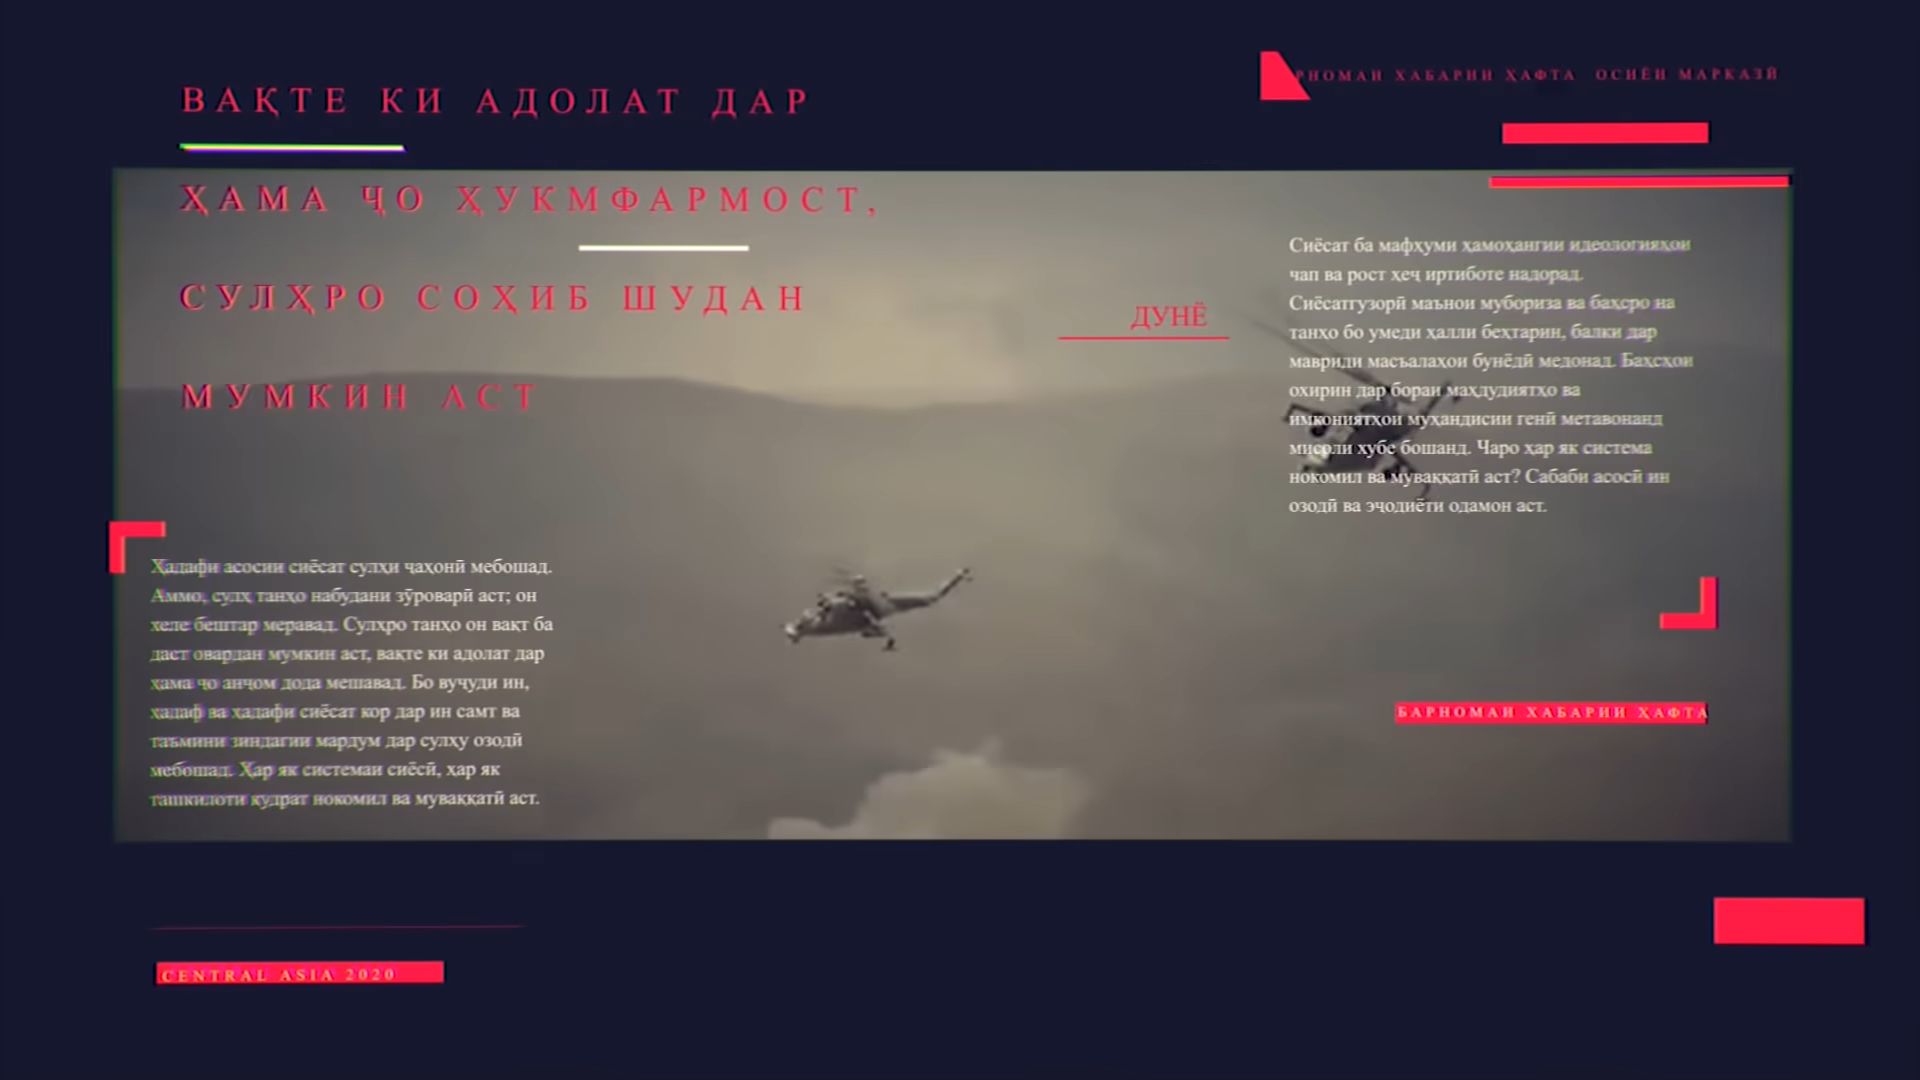 ВАҚТЕ КИ АДОЛАТ ДАР
ҲАМА ҶО ҲУКМФАРМОСТ,
СУЛҲРО СОҲИБ ШУДАН
МУМКИН АСТ
РНОМАИ ХАБАРИИ ҲАФТА ОСИЁИ МАРКАЗӢ
ДУНЁ
Сиёсат ба мафҳуми ҳамоҳангии идеологияҳои
чап ва рост ҳеҷ иртиботе надорад.
Сиёсатгузорӣ маънои мубориза ва баҳсро на
танҳо бо умеди ҳалли беҳтарин, балки дар
мавриди масъалаҳои бунёдӣ медонад. Баҳсҳои
охирин дар бораи маҳдудиятҳо ва
имкониятҳои муҳандисии генӣ метавонанд
мисоли хубе бошанд. Чаро ҳар як система
нокомил ва муваққатӣ аст? Сабаби асосӣ ин
озодӣ ва эҷодиёти одамон аст.
Ҳадафи асосии сиёсат сулҳи ҷаҳонӣ мебошад.
Аммо, сулҳ танҳо набудани зӯроварӣ аст; он
хеле бештар меравад. Сулҳро танҳо он вақт ба
даст овардан мумкин аст, вақте ки адолат дар
ҳама ҷо анҷом дода мешавад. Бо вуҷуди ин,
ҳадаф ва ҳадафи сиёсат кор дар ин самт ва
таъмини зиндагии мардум дар сулҳу озодӣ
мебошад. Ҳар як системаи сиёсӣ, ҳар як
ташкилоти қудрат нокомил ва муваққатӣ аст.
БАРНОМАИ ХАБАРИИ ҲАФТА
CENTRAL ASIA 2020